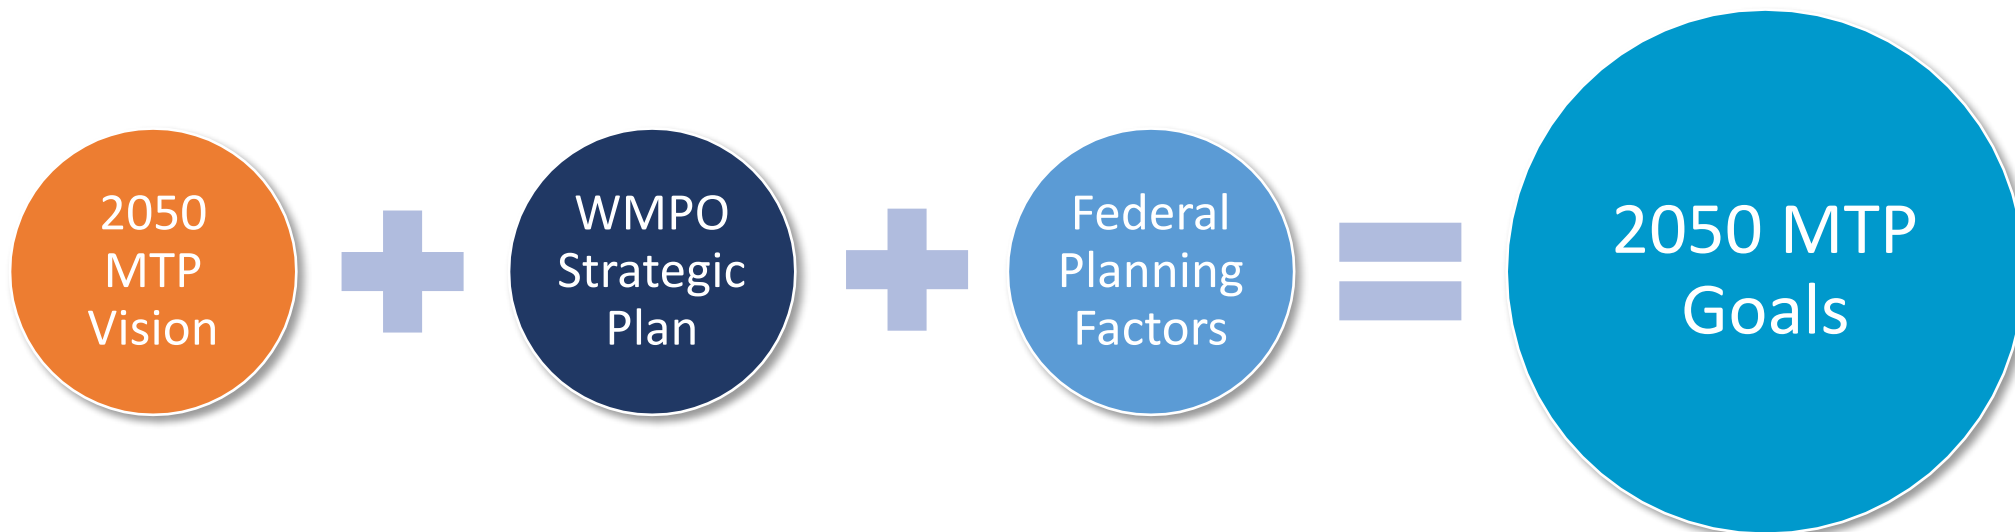 2050
MTP
Vision
WMPO
Strategic
Plan
Federal
Planning
Factors
2050 MTP
Goals